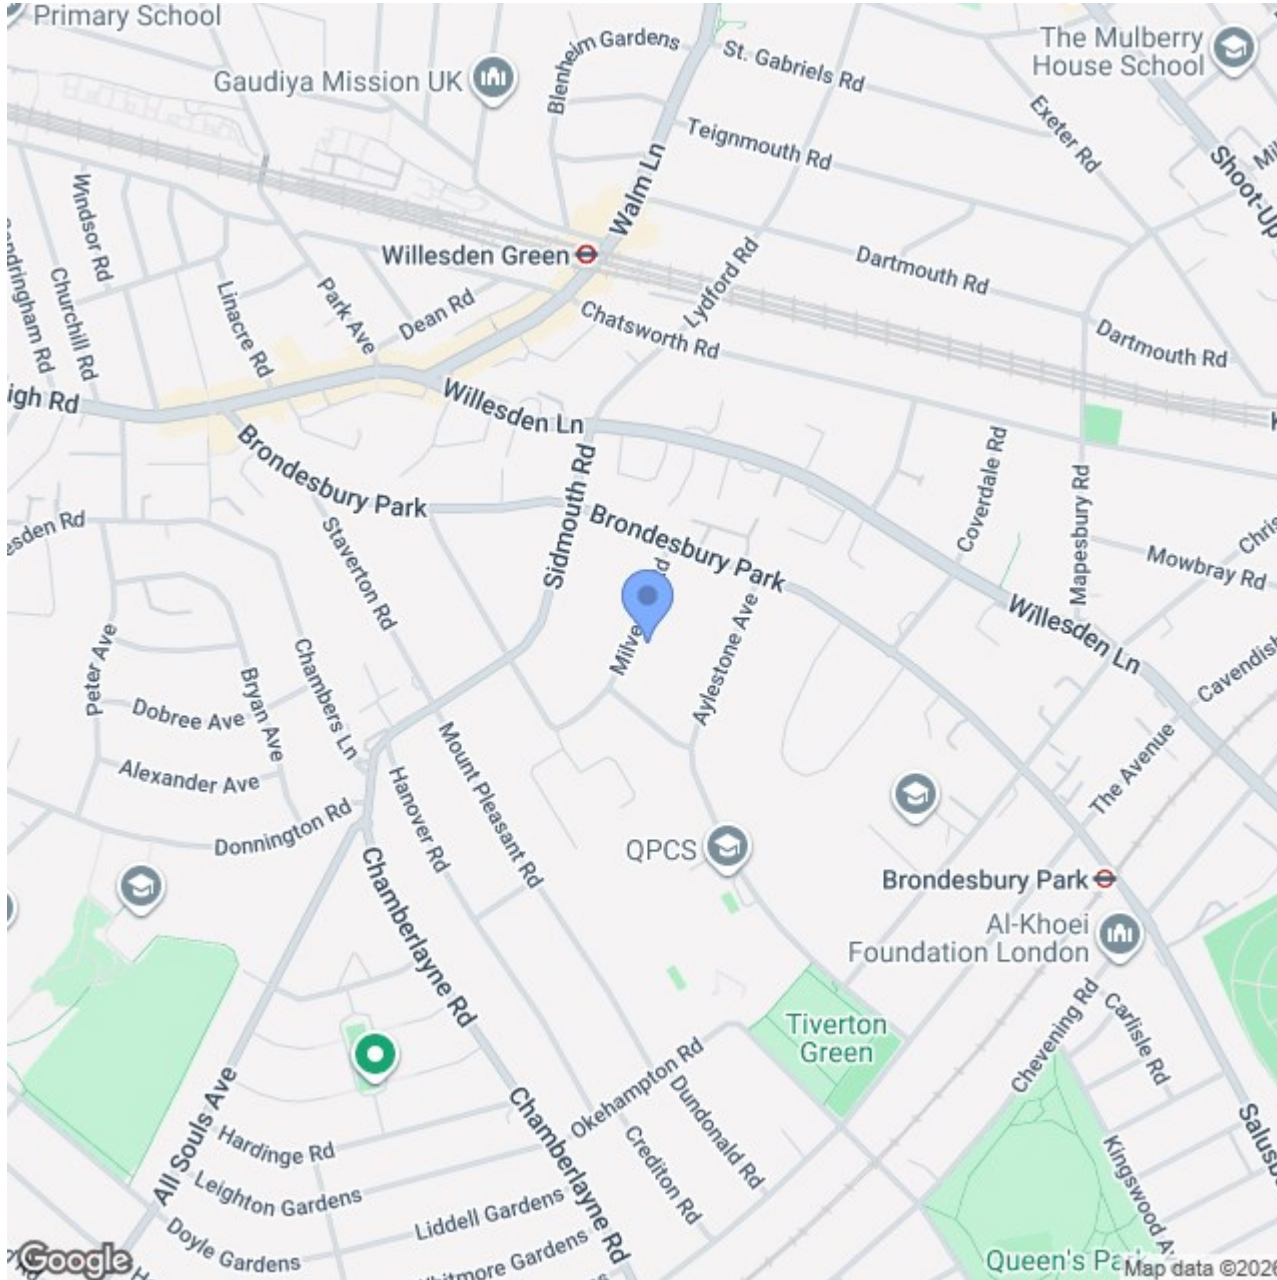 Primary School
Gaudiya Mission UK
Blenheim Gardens
St. Gabriels Rd
The Mulberry
House School
Exeter Rd
Shoot-Up
Teignmouth Rd
Walm Ln
Windsor Rd
Churchill Rd
Willesden Green
Lydford Rd
Dartmouth Rd
Linacre Rd
Park Ave
Dean Rd
Chatsworth Rd
Dartmouth Rd
igh Rd
Willesden Ln
Brondesbury Park
Sidmouth Rd
Brondesbury Park
Coverdale Rd
Mapesbury Rd
Mowbray Rd
Staverton Rd
Willesden Ln
Peter Ave
Chambers Ln
Bryan Ave
Dobree Ave
Alexander Ave
Aylestone Ave
Cavendish
The Avenue
Mount Pleasant Rd
Hanover Rd
Donnington Rd
QPCS
Brondesbury Park
Al-Khoei
Foundation London
Chamberlayne Rd
Tiverton
Green
Chevening Rd
Carlisle Rd
Okehampton Rd
Dundonald Rd
Crediton Rd
Chamberlayne Rd
All Souls Ave
Hardinge Rd
Leighton Gardens
Liddell Gardens
Doyle Gardens
Kingswood
Queen's Park
Google
Map data ©2026